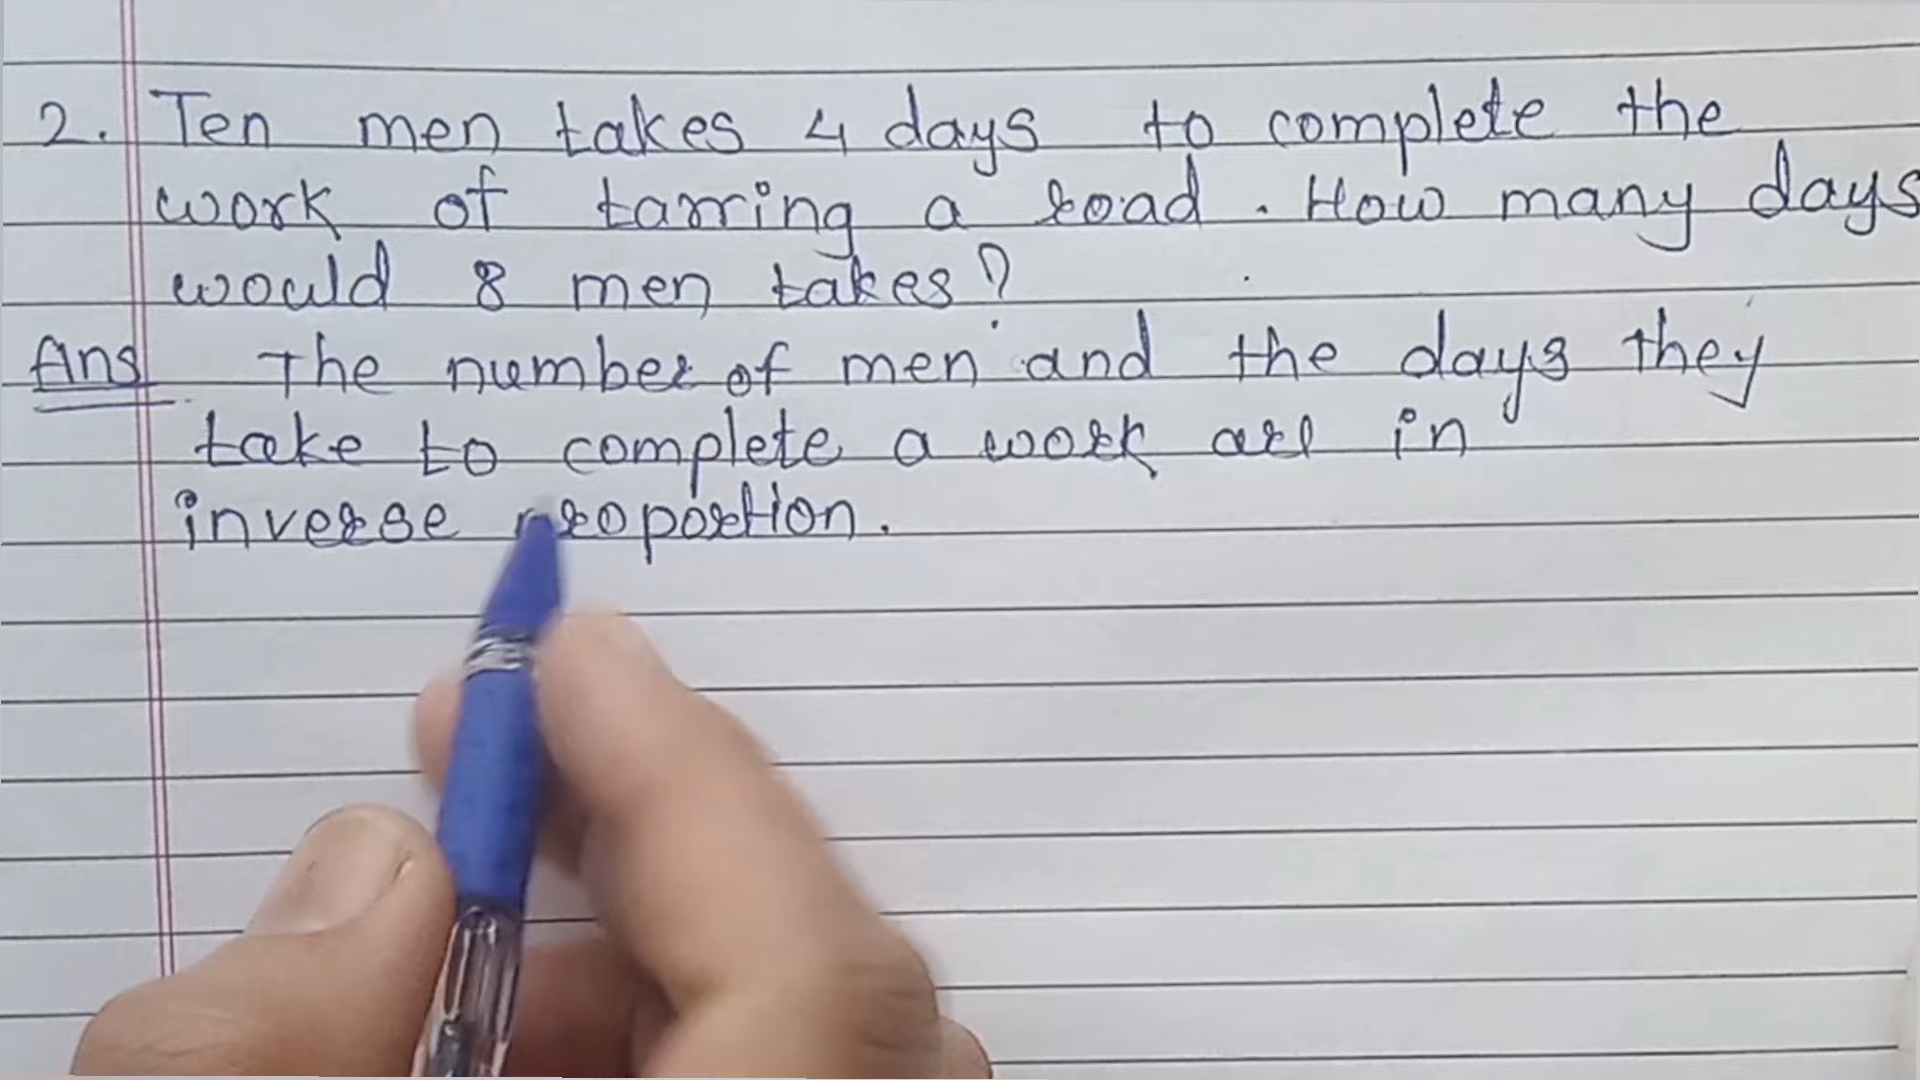 2. Ten men takes 4 days to complete the
work of tarring a road. How many days
would 8 men takes?
Ans The number of men and the days they
take to complete a work are in
inverse proportion.